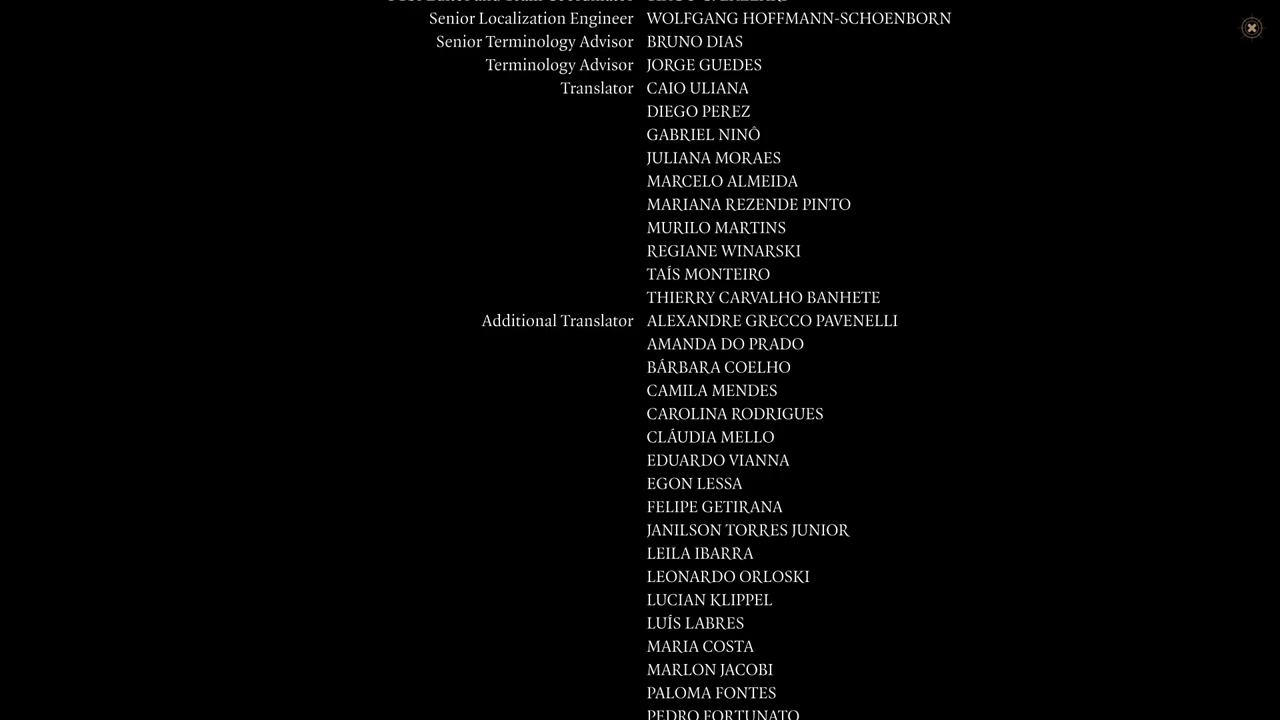 Senior Localization Engineer WOLFGANG HOFFMANN-SCHOENBORN
Senior Terminology Advisor BRUNO DIAS
Terminology Advisor JORGE GUEDES
Translator CAIO ULIANA
DIEGO PEREZ
GABRIEL NINÔ
JULIANA MORAES
MARCELO ALMEIDA
MARIANA REZENDE PINTO
MURILO MARTINS
REGIANE WINARSKI
TAÍS MONTEIRO
THIERRY CARVALHO BANHETE
Additional Translator ALEXANDRE GRECCO PAVENELLI
AMANDA DO PRADO
BÁRBARA COELHO
CAMILA MENDES
CAROLINA RODRIGUES
CLÁUDIA MELLO
EDUARDO VIANNA
EGON LESSA
FELIPE GETIRANA
JANILSON TORRES JUNIOR
LEILA IBARRA
LEONARDO ORLOSKI
LUCIAN KLIPPEL
LUÍS LABRES
MARIA COSTA
MARLON JACOBI
PALOMA FONTES
PEDRO FORTUNATO